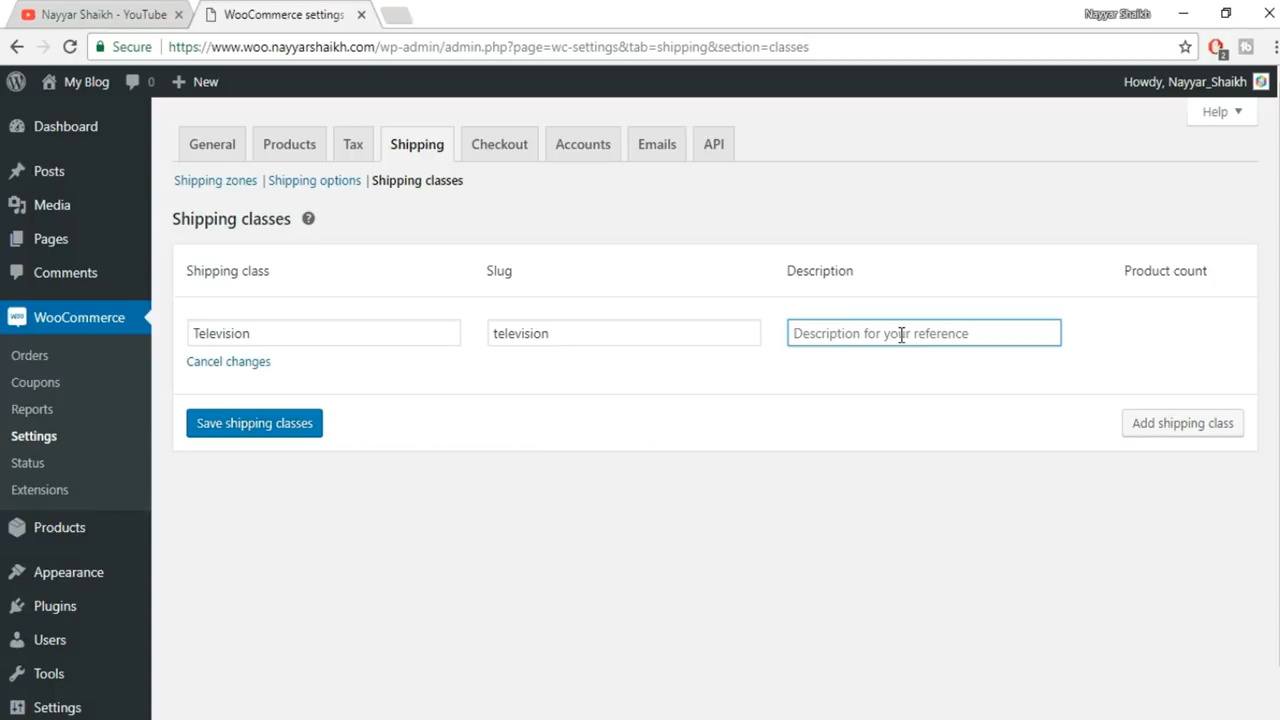 Nayyar Shaikh - YouTube
WooCommerce settings
Nayyar Shaikh
Secure https://www.woo.nayyarshaikh.com/wp-admin/admin.php?page=wc-settings&tab=shipping&section=classes
2
My Blog 0 New Howdy, Nayyar_Shaikh
Help
Dashboard
Posts
Media
Pages
Comments
WooCommerce
Orders
Coupons
Reports
Settings
Status
Extensions
Products
Appearance
Plugins
Users
Tools
Settings
General Products Tax Shipping Checkout Accounts Emails API
Shipping zones | Shipping options | Shipping classes
Shipping classes
Shipping class Slug Description Product count
Television television Description for your reference
Cancel changes
Save shipping classes Add shipping class